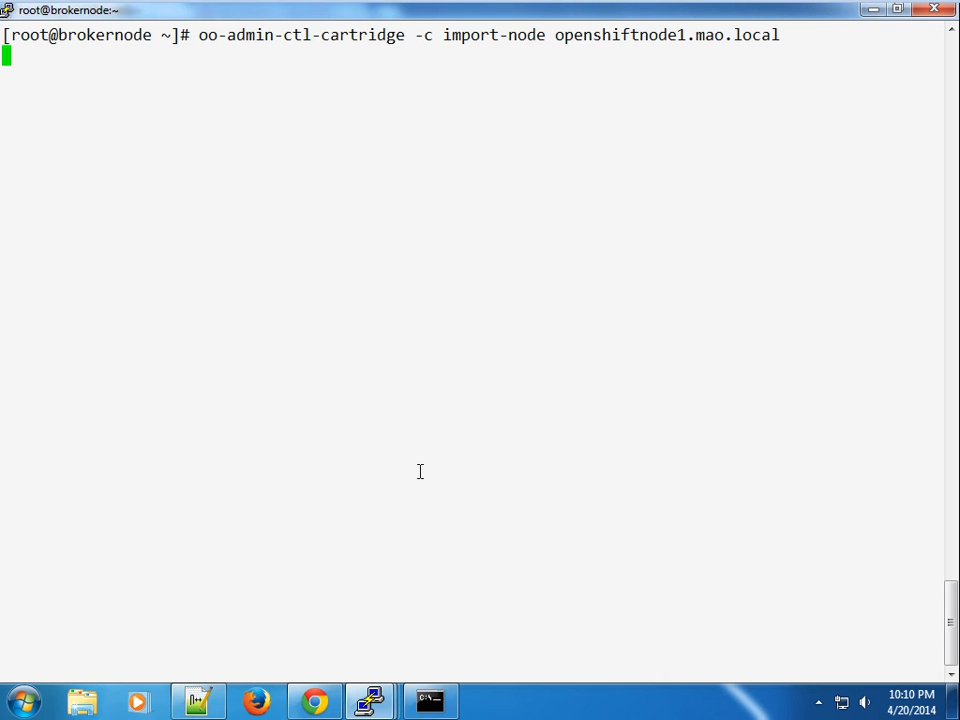 root@brokernode:~
[root@brokernode ~]# oo-admin-ctl-cartridge -c import-node openshiftnode1.mao.local
10:10 PM
4/20/2014